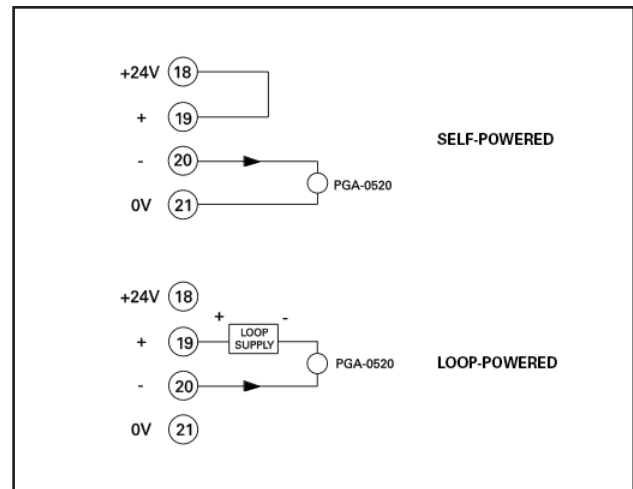 +24V 18
+ 19
SELF-POWERED
- 20
PGA-0520
0V 21
+24V 18
+ -
+ 19 LOOP
SUPPLY
PGA-0520 LOOP-POWERED
- 20
0V 21